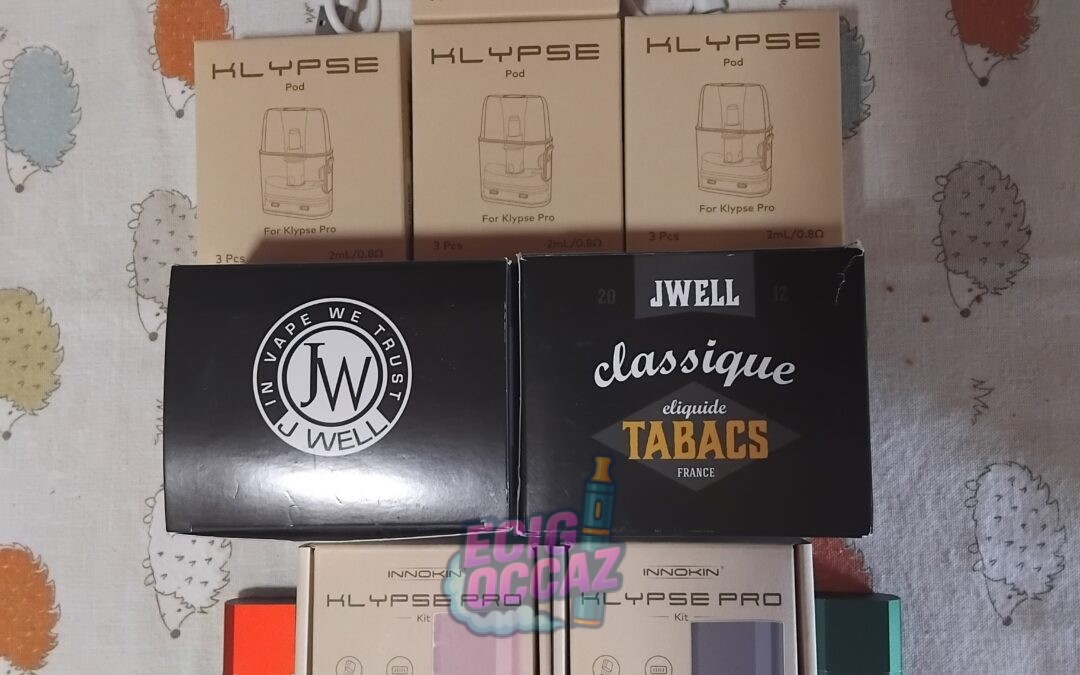 KLYPSE
Pod
For Klypse Pro
3 Pcs
2mL/0.8Ω
KLYPSE
Pod
For Klypse Pro
3 Pcs
2mL/0.8Ω
KLYPSE
Pod
For Klypse Pro
3 Pcs
2mL/0.8Ω
IN VAPE WE TRUST
JW
J WELL
20 JWELL 12
classique
eliquide
TABACS
FRANCE
ECIG
OCCAZ
INNOKIN
KLYPSE PRO
Kit
INNOKIN
KLYPSE PRO
Kit